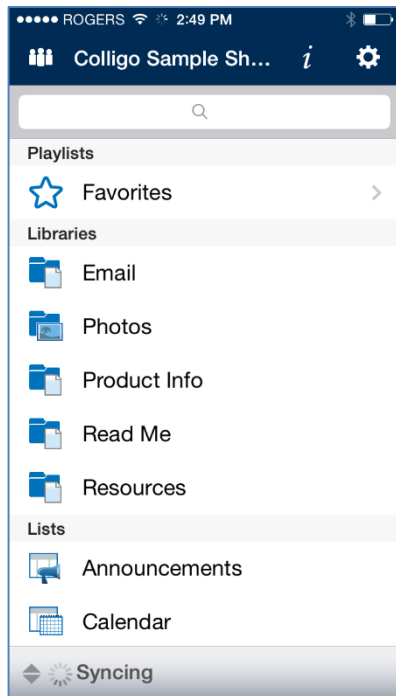 ROGERS 2:49 PM
Colligo Sample Sh... i
Playlists
Favorites
Libraries
Email
Photos
Product Info
Read Me
Resources
Lists
Announcements
Calendar
Syncing